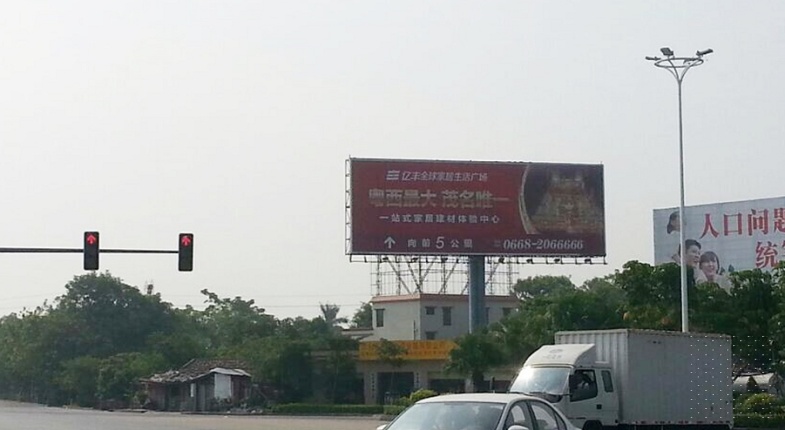 亿丰全球家居生活广场
粤西最大 茂名唯一
一站式家居建材体验中心
向前5公里 0668-2066666
人口问题
统